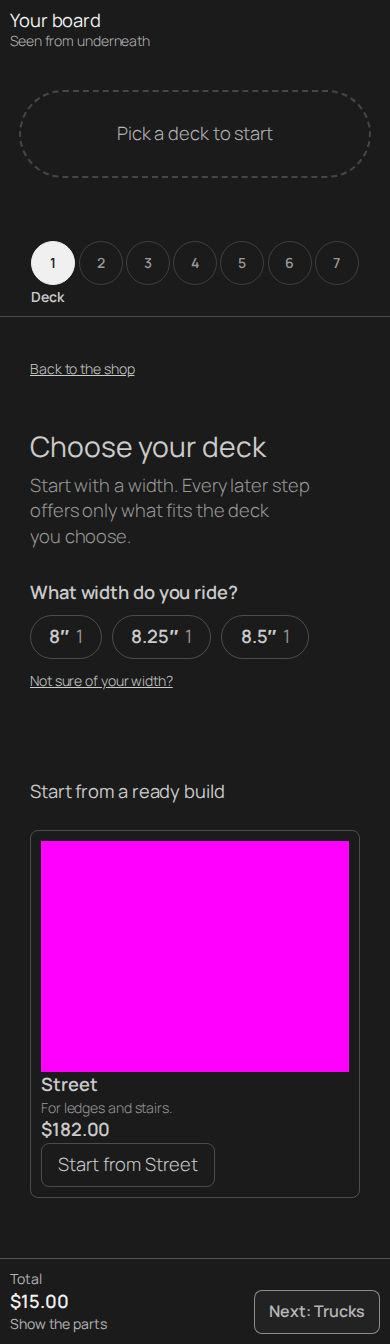 Your board
Seen from underneath
Pick a deck to start
1 2 3 4 5 6 7
Deck
Back to the shop
Choose your deck
Start with a width. Every later step
offers only what fits the deck
you choose.
What width do you ride?
8″ 1 8.25″ 1 8.5″ 1
Not sure of your width?
Start from a ready build
Street
For ledges and stairs.
$182.00
Start from Street
Total
$15.00
Show the parts
Next: Trucks